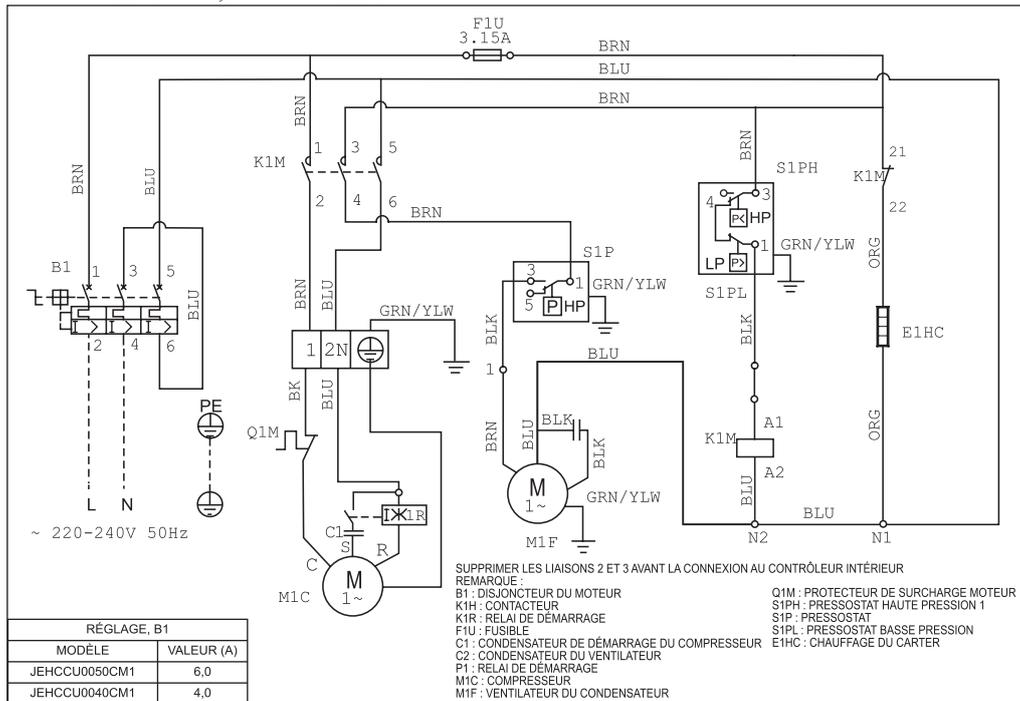 F1U
3.15A
BRN
BLU
BRN
BRN
BLU
BRN
BRN
1 3 5
K1M
2 4 6
BRN
S1PH
4 3
P< HP
1
LP P>
GRN/YLW
S1PL
21
K1M
22
ORG
B1
1 3 5
2 4 6
BLU
S1P
3 1
5
P HP
GRN/YLW
BRN
BLU
GRN/YLW
1 2N
BLK
1
BLU
BLK
E1HC
BK
BLU
Q1M
PE
BRN
BLU
BLK
BLK
K1M
A1
A2
ORG
L N
~ 220-240V 50Hz
C1
I 1R
S
C
R
M
1~
M1C
M
1~
GRN/YLW
M1F
BLU
BLU
N2
N1
SUPPRIMER LES LIAISONS 2 ET 3 AVANT LA CONNEXION AU CONTRÔLEUR INTÉRIEUR
REMARQUE :
B1 : DISJONCTEUR DU MOTEUR
K1H : CONTACTEUR
K1R : RELAI DE DÉMARRAGE
F1U : FUSIBLE
C1 : CONDENSATEUR DE DÉMARRAGE DU COMPRESSEUR
C2 : CONDENSATEUR DU VENTILATEUR
P1 : RELAI DE DÉMARRAGE
M1C : COMPRESSEUR
M1F : VENTILATEUR DU CONDENSATEUR
Q1M : PROTECTEUR DE SURCHARGE MOTEUR
S1PH : PRESSOSTAT HAUTE PRESSION 1
S1P : PRESSOSTAT
S1PL : PRESSOSTAT BASSE PRESSION
E1HC : CHAUFFAGE DU CARTER
RÉGLAGE, B1
MODÈLE VALEUR (A)
JEHCCU0050CM1 6,0
JEHCCU0040CM1 4,0